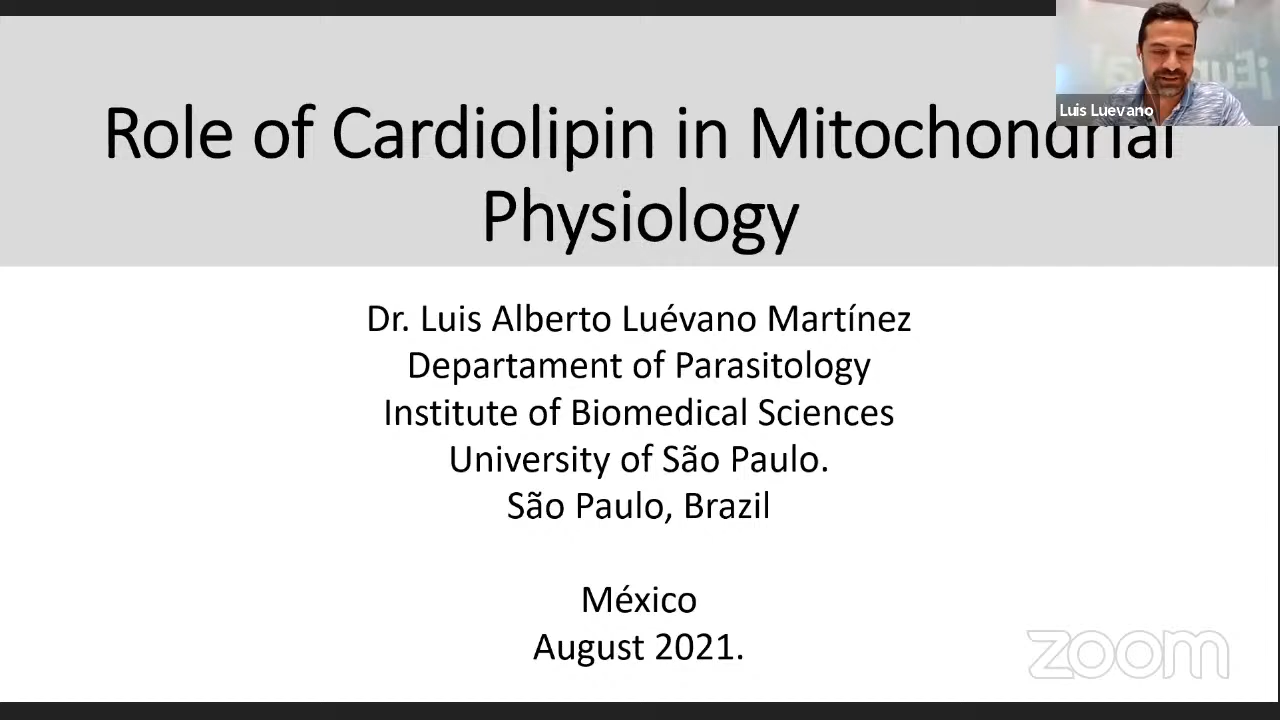 Role of Cardiolipin in Mitochondrial
Physiology
Luis Luevano
Dr. Luis Alberto Luévano Martínez
Departament of Parasitology
Institute of Biomedical Sciences
University of São Paulo.
São Paulo, Brazil
México
August 2021.
zoom